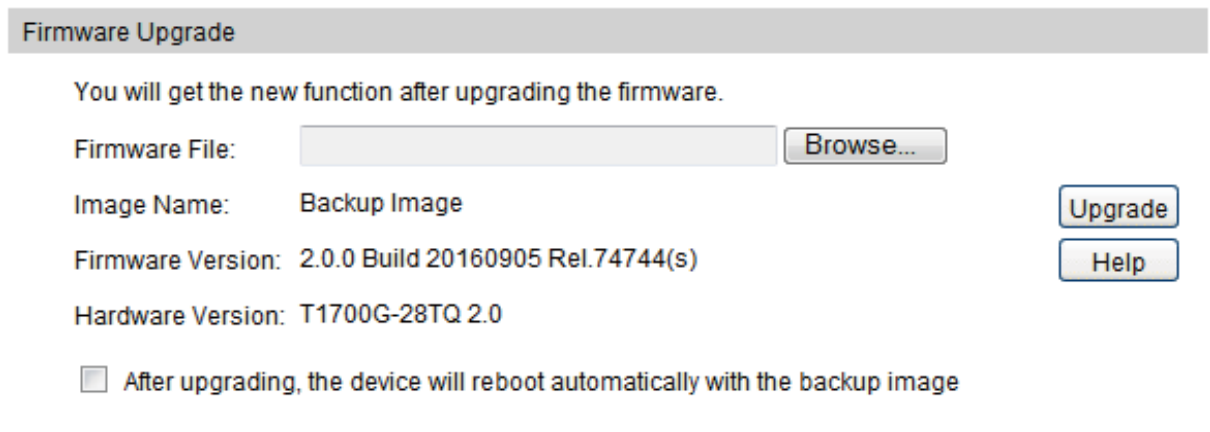 Firmware Upgrade
You will get the new function after upgrading the firmware.
Firmware File: Browse...
Image Name: Backup Image Upgrade
Firmware Version: 2.0.0 Build 20160905 Rel.74744(s) Help
Hardware Version: T1700G-28TQ 2.0
After upgrading, the device will reboot automatically with the backup image